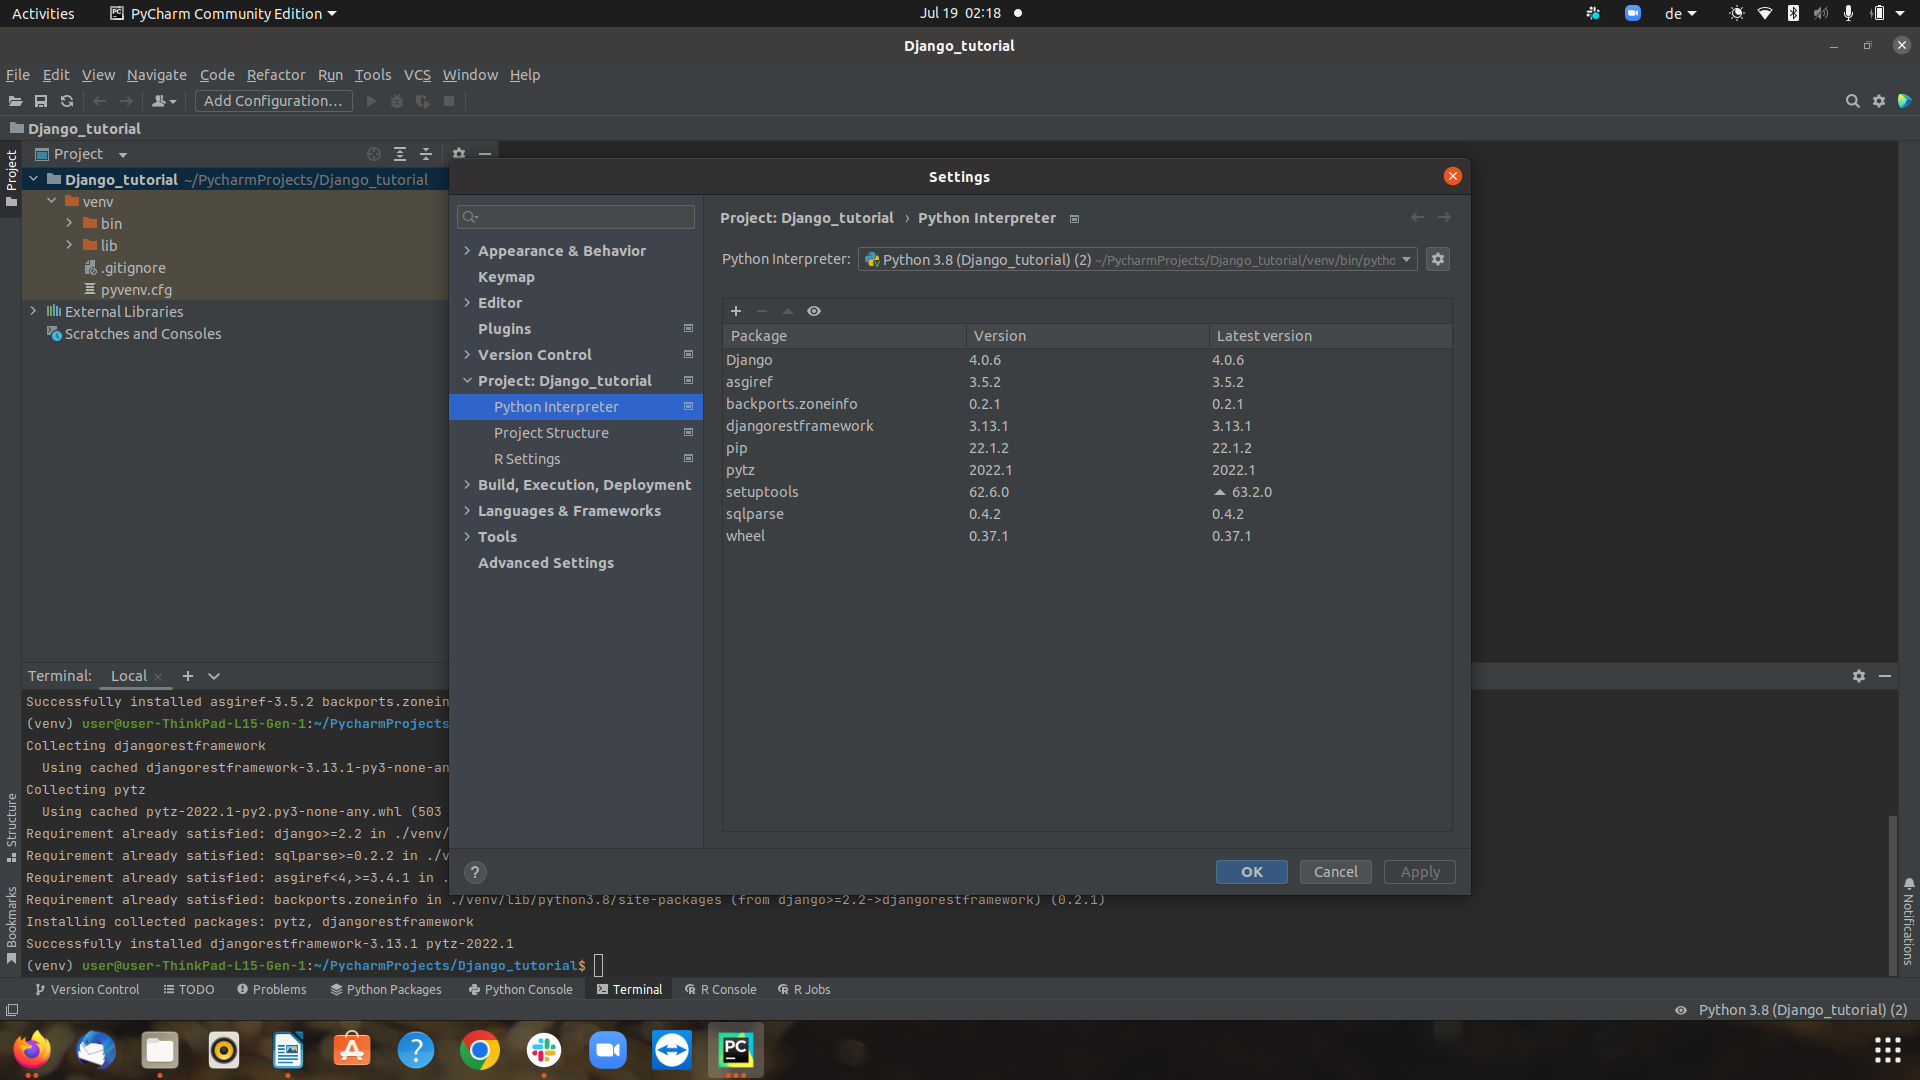 Activities
PyCharm Community Edition
Jul 19 02:18
de
Django_tutorial
File Edit View Navigate Code Refactor Run Tools VCS Window Help
Add Configuration...
Django_tutorial
Project
Project
Django_tutorial ~/PycharmProjects/Django_tutorial
venv
bin
lib
.gitignore
pyvenv.cfg
External Libraries
Scratches and Consoles
Settings
Appearance & Behavior
Keymap
Editor
Plugins
Version Control
Project: Django_tutorial
Python Interpreter
Project Structure
R Settings
Build, Execution, Deployment
Languages & Frameworks
Tools
Advanced Settings
Project: Django_tutorial › Python Interpreter
Python Interpreter: Python 3.8 (Django_tutorial) (2) ~/PycharmProjects/Django_tutorial/venv/bin/pytho
Package Version Latest version
Django 4.0.6 4.0.6
asgiref 3.5.2 3.5.2
backports.zoneinfo 0.2.1 0.2.1
djangorestframework 3.13.1 3.13.1
pip 22.1.2 22.1.2
pytz 2022.1 2022.1
setuptools 62.6.0 63.2.0
sqlparse 0.4.2 0.4.2
wheel 0.37.1 0.37.1
?
OK Cancel Apply
Terminal: Local
Successfully installed asgiref-3.5.2 backports.zonein
(venv) user@user-ThinkPad-L15-Gen-1:~/PycharmProjects
Collecting djangorestframework
Using cached djangorestframework-3.13.1-py3-none-an
Collecting pytz
Using cached pytz-2022.1-py2.py3-none-any.whl (503
Requirement already satisfied: django>=2.2 in ./venv/
Requirement already satisfied: sqlparse>=0.2.2 in ./v
Requirement already satisfied: asgiref<4,>=3.4.1 in .
Requirement already satisfied: backports.zoneinfo in ./venv/lib/python3.8/site-packages (from django>=2.2->djangorestframework) (0.2.1)
Installing collected packages: pytz, djangorestframework
Successfully installed djangorestframework-3.13.1 pytz-2022.1
(venv) user@user-ThinkPad-L15-Gen-1:~/PycharmProjects/Django_tutorial$
Structure
Bookmarks
Notifications
Version Control TODO Problems Python Packages Python Console Terminal R Console R Jobs
Python 3.8 (Django_tutorial) (2)
?
PC